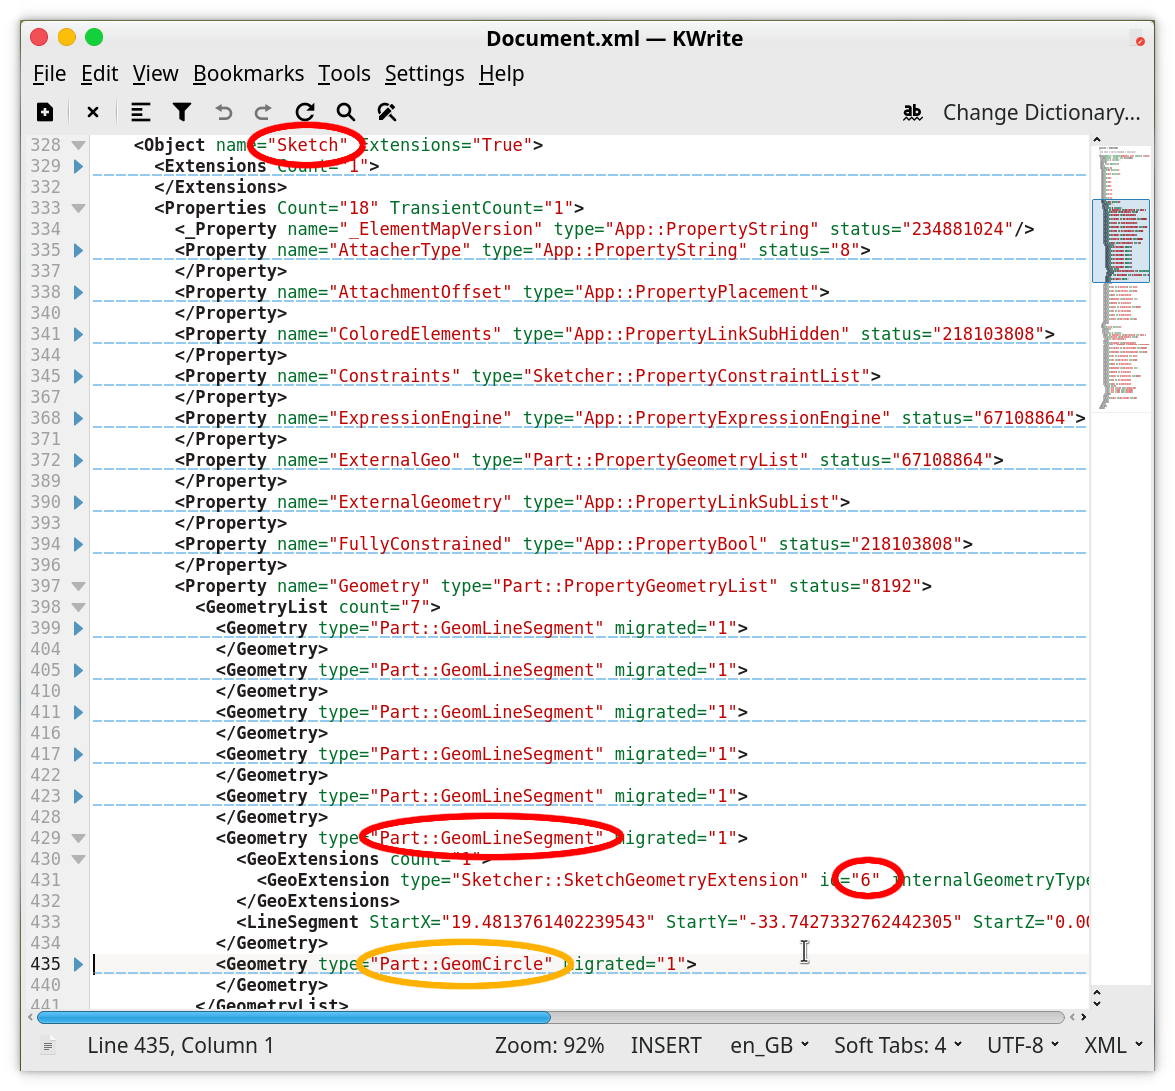 Document.xml — KWrite
File Edit View Bookmarks Tools Settings Help
Change Dictionary...
328 <Object name="Sketch" Extensions="True">
329 <Extensions Count="1">
332 </Extensions>
333 <Properties Count="18" TransientCount="1">
334 <_Property name="_ElementMapVersion" type="App::PropertyString" status="234881024"/>
335 <Property name="AttacherType" type="App::PropertyString" status="8">
337 </Property>
338 <Property name="AttachmentOffset" type="App::PropertyPlacement">
340 </Property>
341 <Property name="ColoredElements" type="App::PropertyLinkSubHidden" status="218103808">
344 </Property>
345 <Property name="Constraints" type="Sketcher::PropertyConstraintList">
367 </Property>
368 <Property name="ExpressionEngine" type="App::PropertyExpressionEngine" status="67108864">
371 </Property>
372 <Property name="ExternalGeo" type="Part::PropertyGeometryList" status="67108864">
389 </Property>
390 <Property name="ExternalGeometry" type="App::PropertyLinkSubList">
393 </Property>
394 <Property name="FullyConstrained" type="App::PropertyBool" status="218103808">
396 </Property>
397 <Property name="Geometry" type="Part::PropertyGeometryList" status="8192">
398 <GeometryList count="7">
399 <Geometry type="Part::GeomLineSegment" migrated="1">
404 </Geometry>
405 <Geometry type="Part::GeomLineSegment" migrated="1">
410 </Geometry>
411 <Geometry type="Part::GeomLineSegment" migrated="1">
416 </Geometry>
417 <Geometry type="Part::GeomLineSegment" migrated="1">
422 </Geometry>
423 <Geometry type="Part::GeomLineSegment" migrated="1">
428 </Geometry>
429 <Geometry type="Part::GeomLineSegment" migrated="1">
430 <GeoExtensions count="1">
431 <GeoExtension type="Sketcher::SketchGeometryExtension" id="6" internalGeometryType
432 </GeoExtensions>
433 <LineSegment StartX="19.4813761402239543" StartY="-33.7427332762442305" StartZ="0.00
434 </Geometry>
435 <Geometry type="Part::GeomCircle" migrated="1">
440 </Geometry>
441 </GeometryList>
Line 435, Column 1 Zoom: 92% INSERT en_GB Soft Tabs: 4 UTF-8 XML